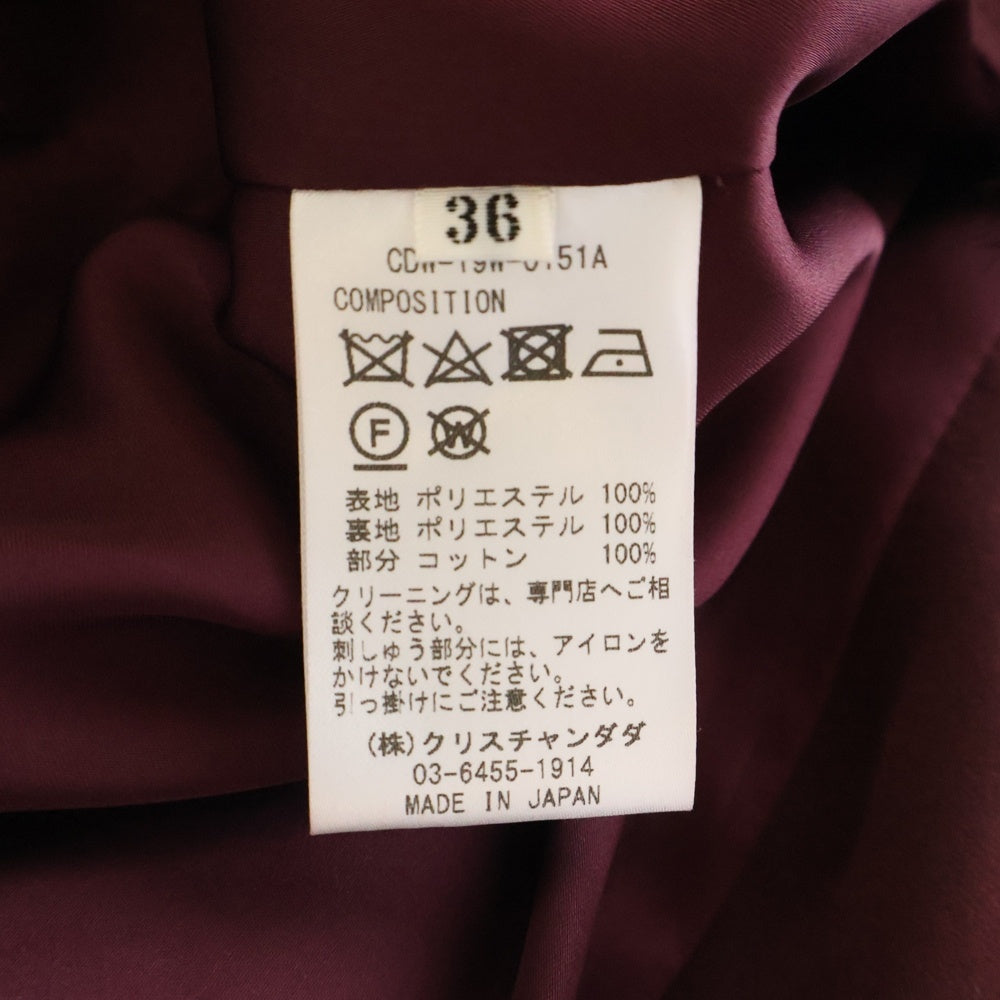 36
COMPOSITION
F
W
表地 ポリエステル 100%
裏地 ポリエステル 100%
部分 コットン 100%
クリーニングは、専門店へご相
談ください。
刺しゅう部分には、アイロンを
かけないでください。
引っ掛けにご注意ください。
(株)クリスチャンダダ
03-6455-1914
MADE IN JAPAN